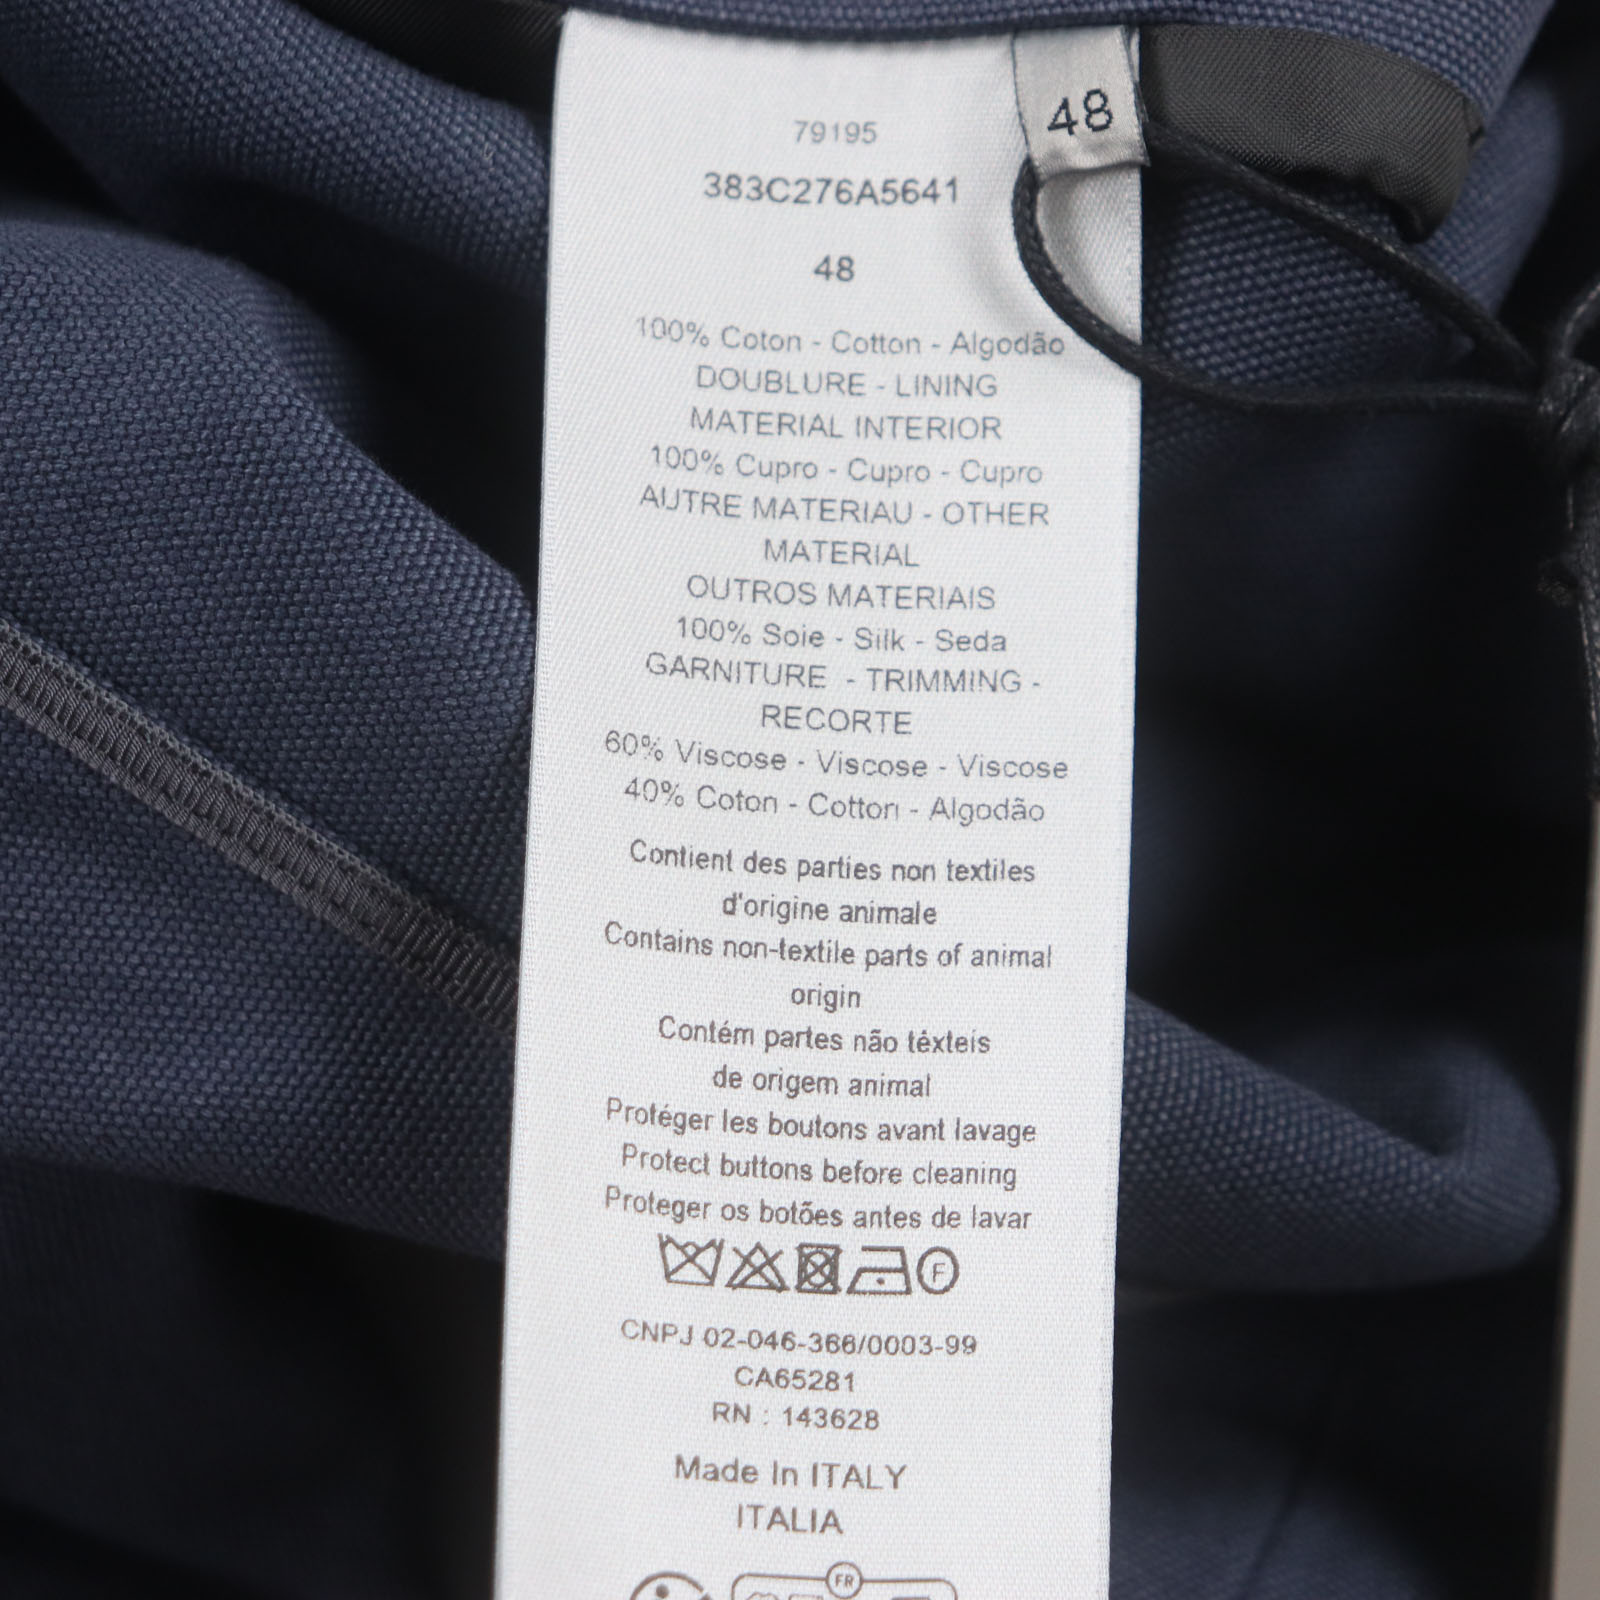 48
79195
383C276A5641
48
100% Coton - Cotton - Algodão
DOUBLURE - LINING
MATERIAL INTERIOR
100% Cupro - Cupro - Cupro
AUTRE MATERIAU - OTHER
MATERIAL
OUTROS MATERIAIS
100% Soie - Silk - Seda
GARNITURE - TRIMMING -
RECORTE
60% Viscose - Viscose - Viscose
40% Coton - Cotton - Algodão
Contient des parties non textiles
d'origine animale
Contains non-textile parts of animal
origin
Contém partes não téxteis
de origem animal
Protéger les boutons avant lavage
Protect buttons before cleaning
Proteger os botões antes de lavar
F
CNPJ 02-046-366/0003-99
CA65281
RN : 143628
Made In ITALY
ITALIA
FR